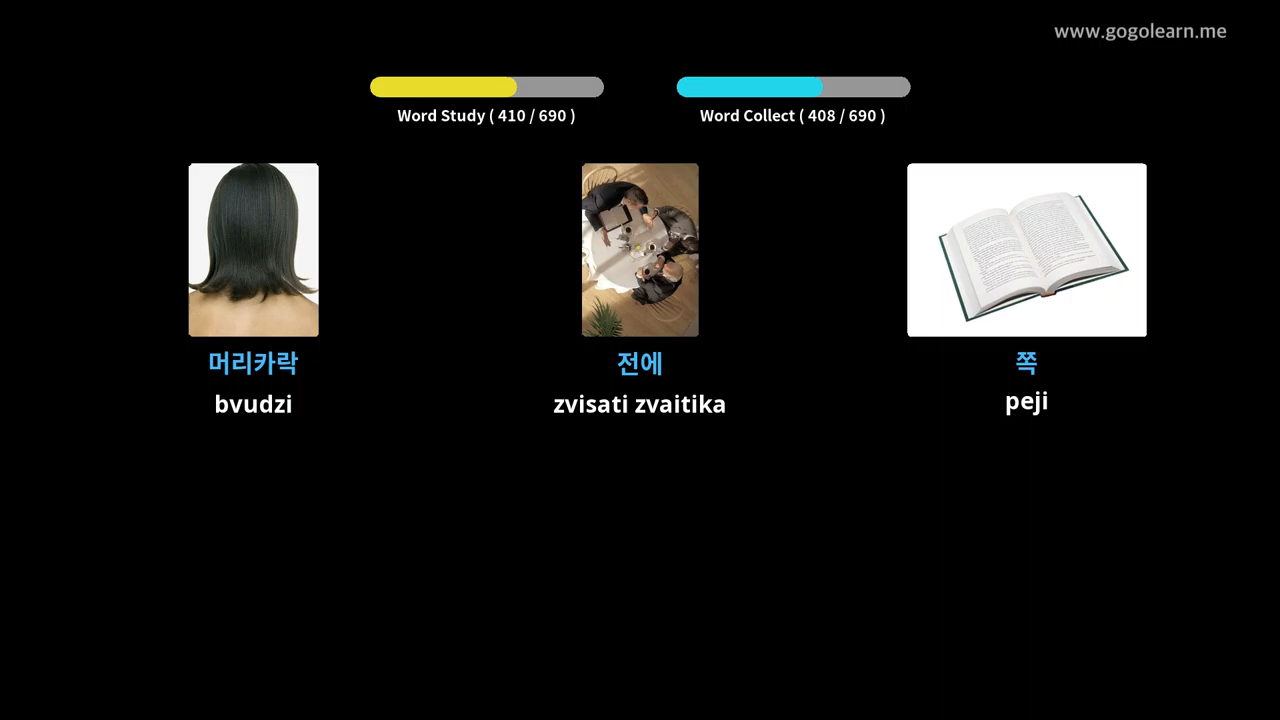 www.gogolearn.me
Word Study ( 410 / 690 )
Word Collect ( 408 / 690 )
머리카락
전에
쪽
bvudzi
zvisati zvaitika
peji